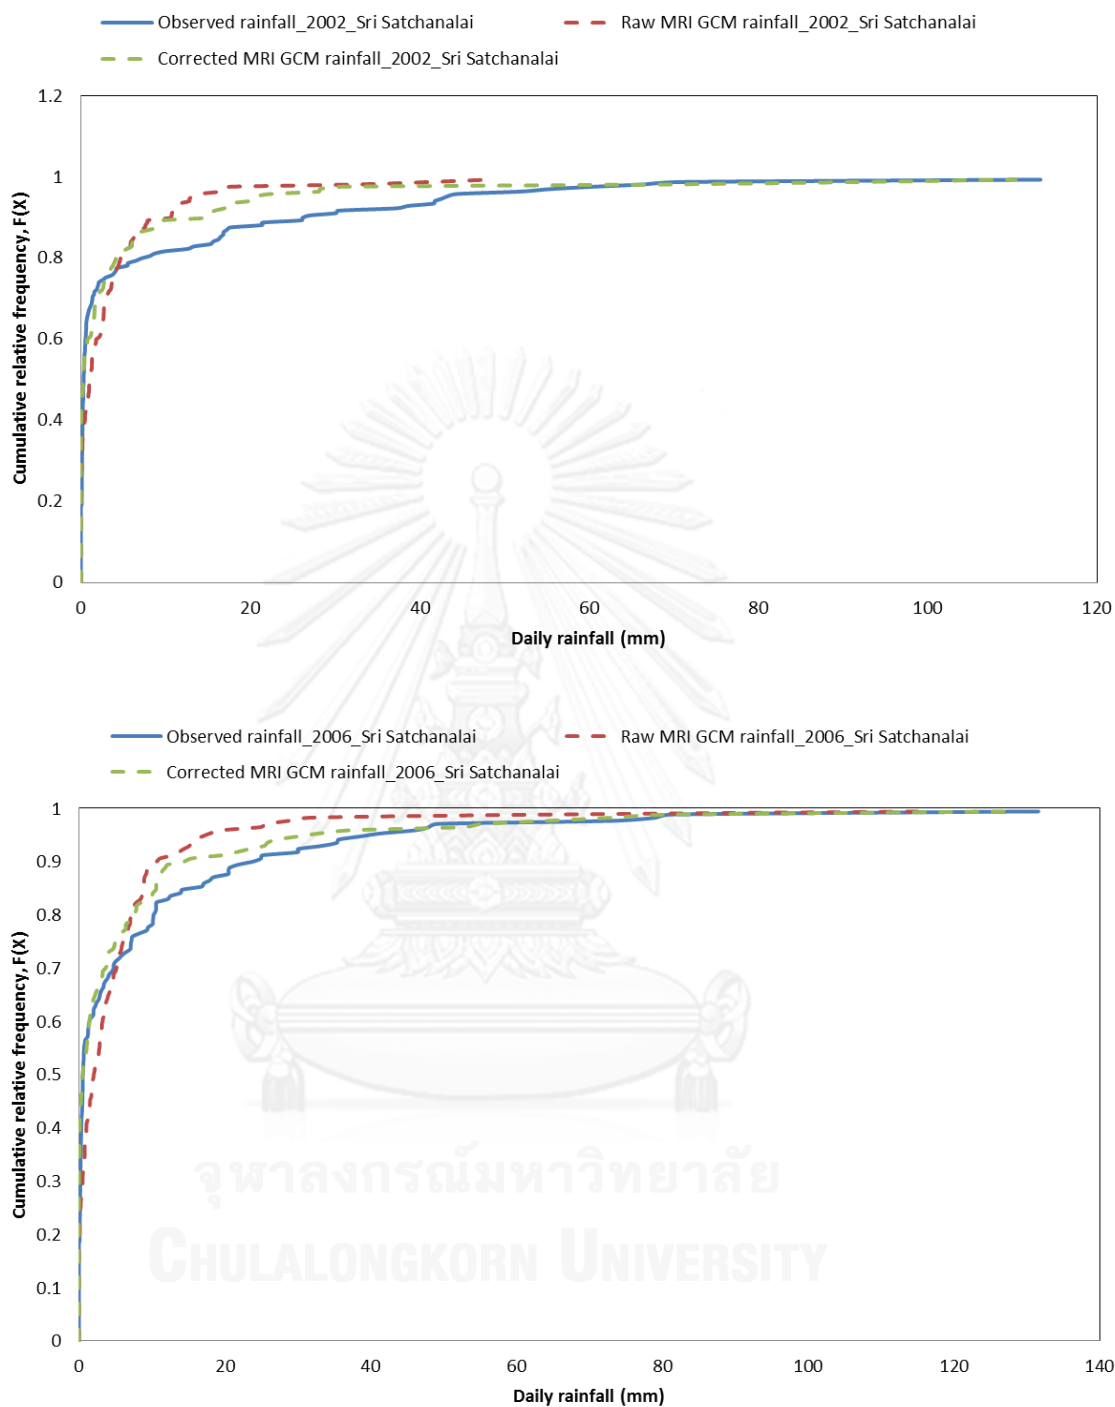 Observed rainfall_2002_Sri Satchanalai Raw MRI GCM rainfall_2002_Sri Satchanalai
Corrected MRI GCM rainfall_2002_Sri Satchanalai
1.2
1
0.8
0.6
0.4
0.2
0
Cumulative relative frequency, F(X)
0 20 40 60 80 100 120
Daily rainfall (mm)
Observed rainfall_2006_Sri Satchanalai Raw MRI GCM rainfall_2006_Sri Satchanalai
Corrected MRI GCM rainfall_2006_Sri Satchanalai
1
0.9
0.8
0.7
0.6
0.5
0.4
0.3
0.2
0.1
0
Cumulative relative frequency, F(X)
จุฬาลงกรณ์มหาวิทยาลัย
CHULALONGKORN UNIVERSITY
0 20 40 60 80 100 120 140
Daily rainfall (mm)